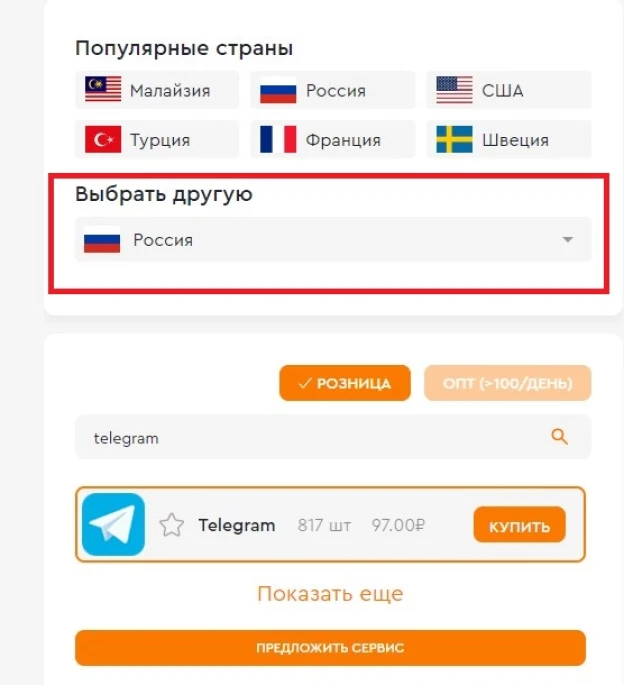 Популярные страны
Малайзия Россия США
Турция Франция Швеция
Выбрать другую
Россия
РОЗНИЦА ОПТ (>100/ДЕНЬ)
telegram
Telegram 817 шт 97.00₽ КУПИТЬ
Показать еще
ПРЕДЛОЖИТЬ СЕРВИС